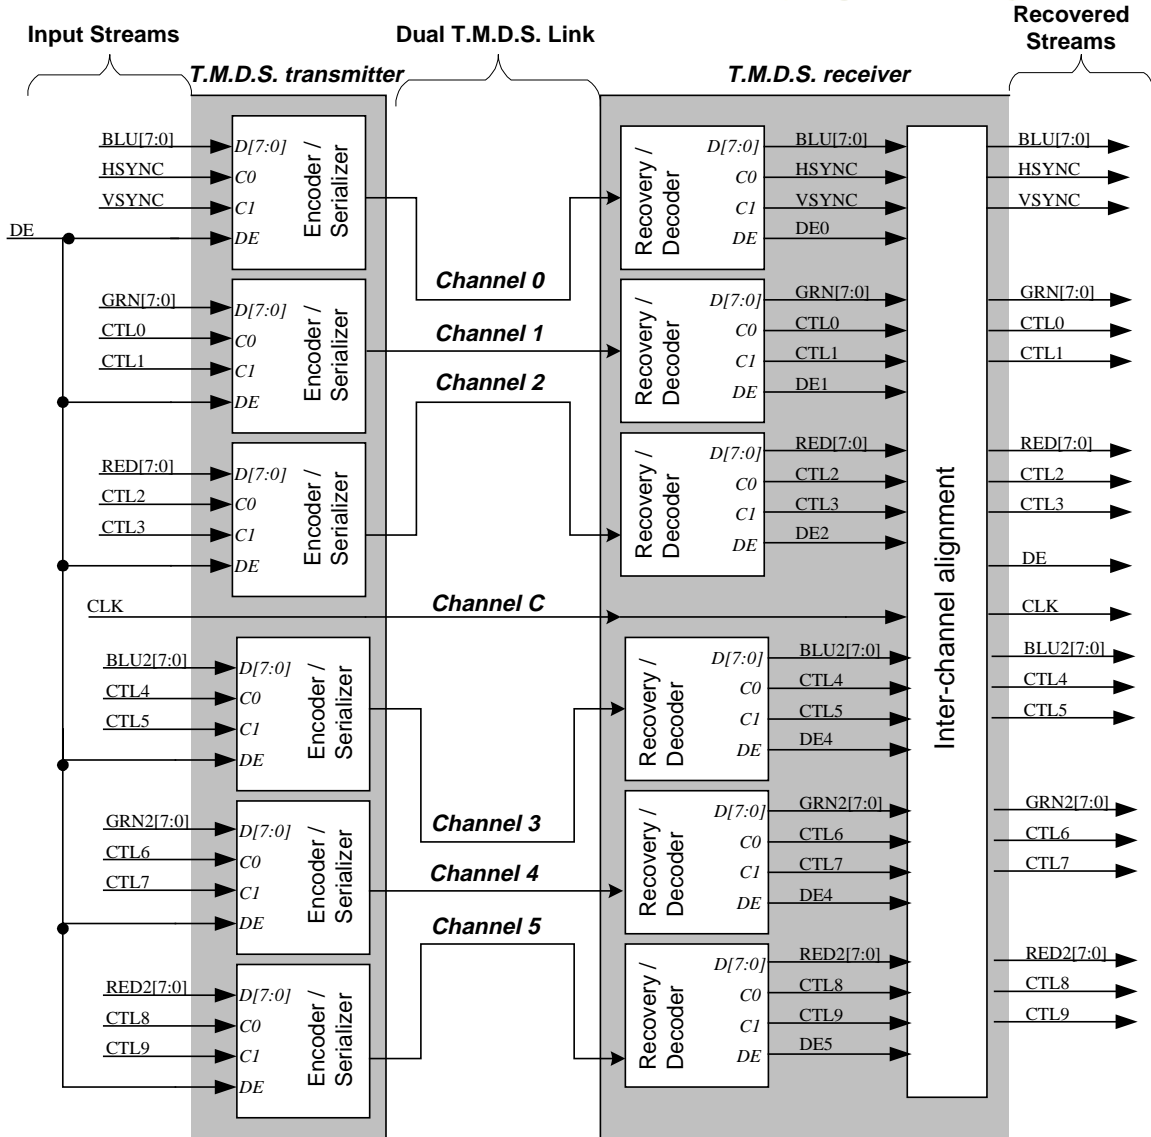 Input Streams
Dual T.M.D.S. Link
Recovered
Streams
T.M.D.S. transmitter
T.M.D.S. receiver
BLU[7:0]
HSYNC
VSYNC
DE
D[7:0]
C0
C1
DE
Encoder /
Serializer
Channel 0
Recovery /
Decoder
D[7:0]
C0
C1
DE
BLU[7:0]
HSYNC
VSYNC
DE0
BLU[7:0]
HSYNC
VSYNC
GRN[7:0]
CTL0
CTL1
D[7:0]
C0
C1
DE
Encoder /
Serializer
Channel 1
Recovery /
Decoder
D[7:0]
C0
C1
DE
GRN[7:0]
CTL0
CTL1
DE1
GRN[7:0]
CTL0
CTL1
RED[7:0]
CTL2
CTL3
D[7:0]
C0
C1
DE
Encoder /
Serializer
Channel 2
Recovery /
Decoder
D[7:0]
C0
C1
DE
RED[7:0]
CTL2
CTL3
DE2
RED[7:0]
CTL2
CTL3
DE
CLK
Channel C
CLK
Inter-channel alignment
BLU2[7:0]
CTL4
CTL5
D[7:0]
C0
C1
DE
Encoder /
Serializer
Channel 3
Recovery /
Decoder
D[7:0]
C0
C1
DE
BLU2[7:0]
CTL4
CTL5
DE4
BLU2[7:0]
CTL4
CTL5
GRN2[7:0]
CTL6
CTL7
D[7:0]
C0
C1
DE
Encoder /
Serializer
Channel 4
Recovery /
Decoder
D[7:0]
C0
C1
DE
GRN2[7:0]
CTL6
CTL7
DE4
GRN2[7:0]
CTL6
CTL7
RED2[7:0]
CTL8
CTL9
D[7:0]
C0
C1
DE
Encoder /
Serializer
Channel 5
Recovery /
Decoder
D[7:0]
C0
C1
DE
RED2[7:0]
CTL8
CTL9
DE5
RED2[7:0]
CTL8
CTL9